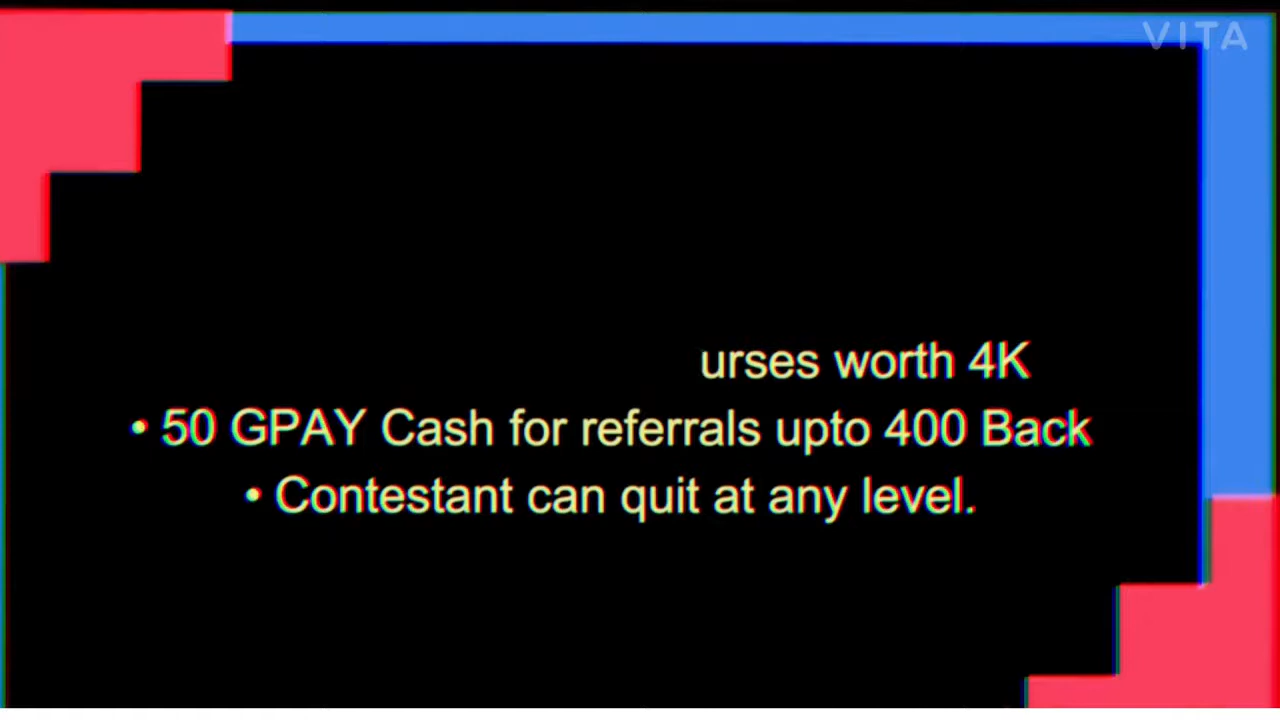 VITA
urses worth 4K
• 50 GPAY Cash for referrals upto 400 Back
• Contestant can quit at any level.